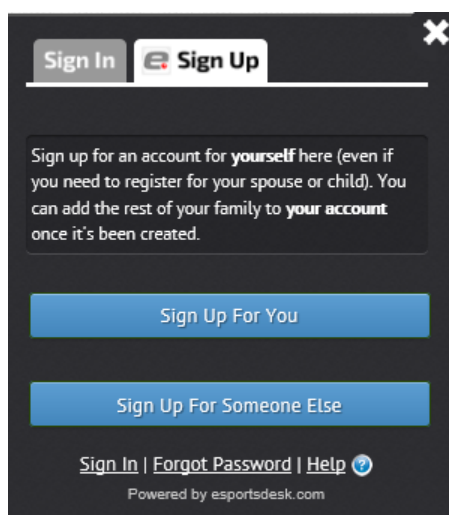 Sign In
Sign Up
Sign up for an account for yourself here (even if
you need to register for your spouse or child). You
can add the rest of your family to your account
once it's been created.
Sign Up For You
Sign Up For Someone Else
Sign In | Forgot Password | Help ?
Powered by esportsdesk.com